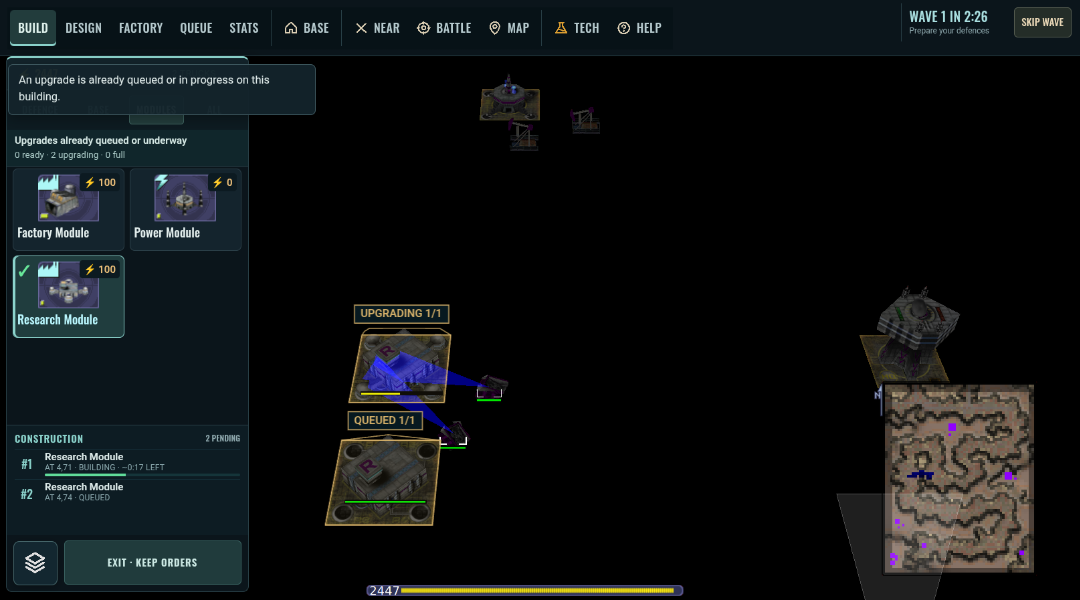 BUILD
DESIGN
FACTORY
QUEUE
STATS
BASE
NEAR
BATTLE
MAP
TECH
HELP
WAVE 1 IN 2:26
Prepare your defences
SKIP WAVE
An upgrade is already queued or in progress on this
building.
Upgrades already queued or underway
0 ready · 2 upgrading · 0 full
100
Factory Module
0
Power Module
100
Research Module
UPGRADING 1/1
R
QUEUED 1/1
R
N
CONSTRUCTION
2 PENDING
#1
Research Module
AT 4,71 · BUILDING · ~0:17 LEFT
#2
Research Module
AT 4,74 · QUEUED
EXIT · KEEP ORDERS
2447